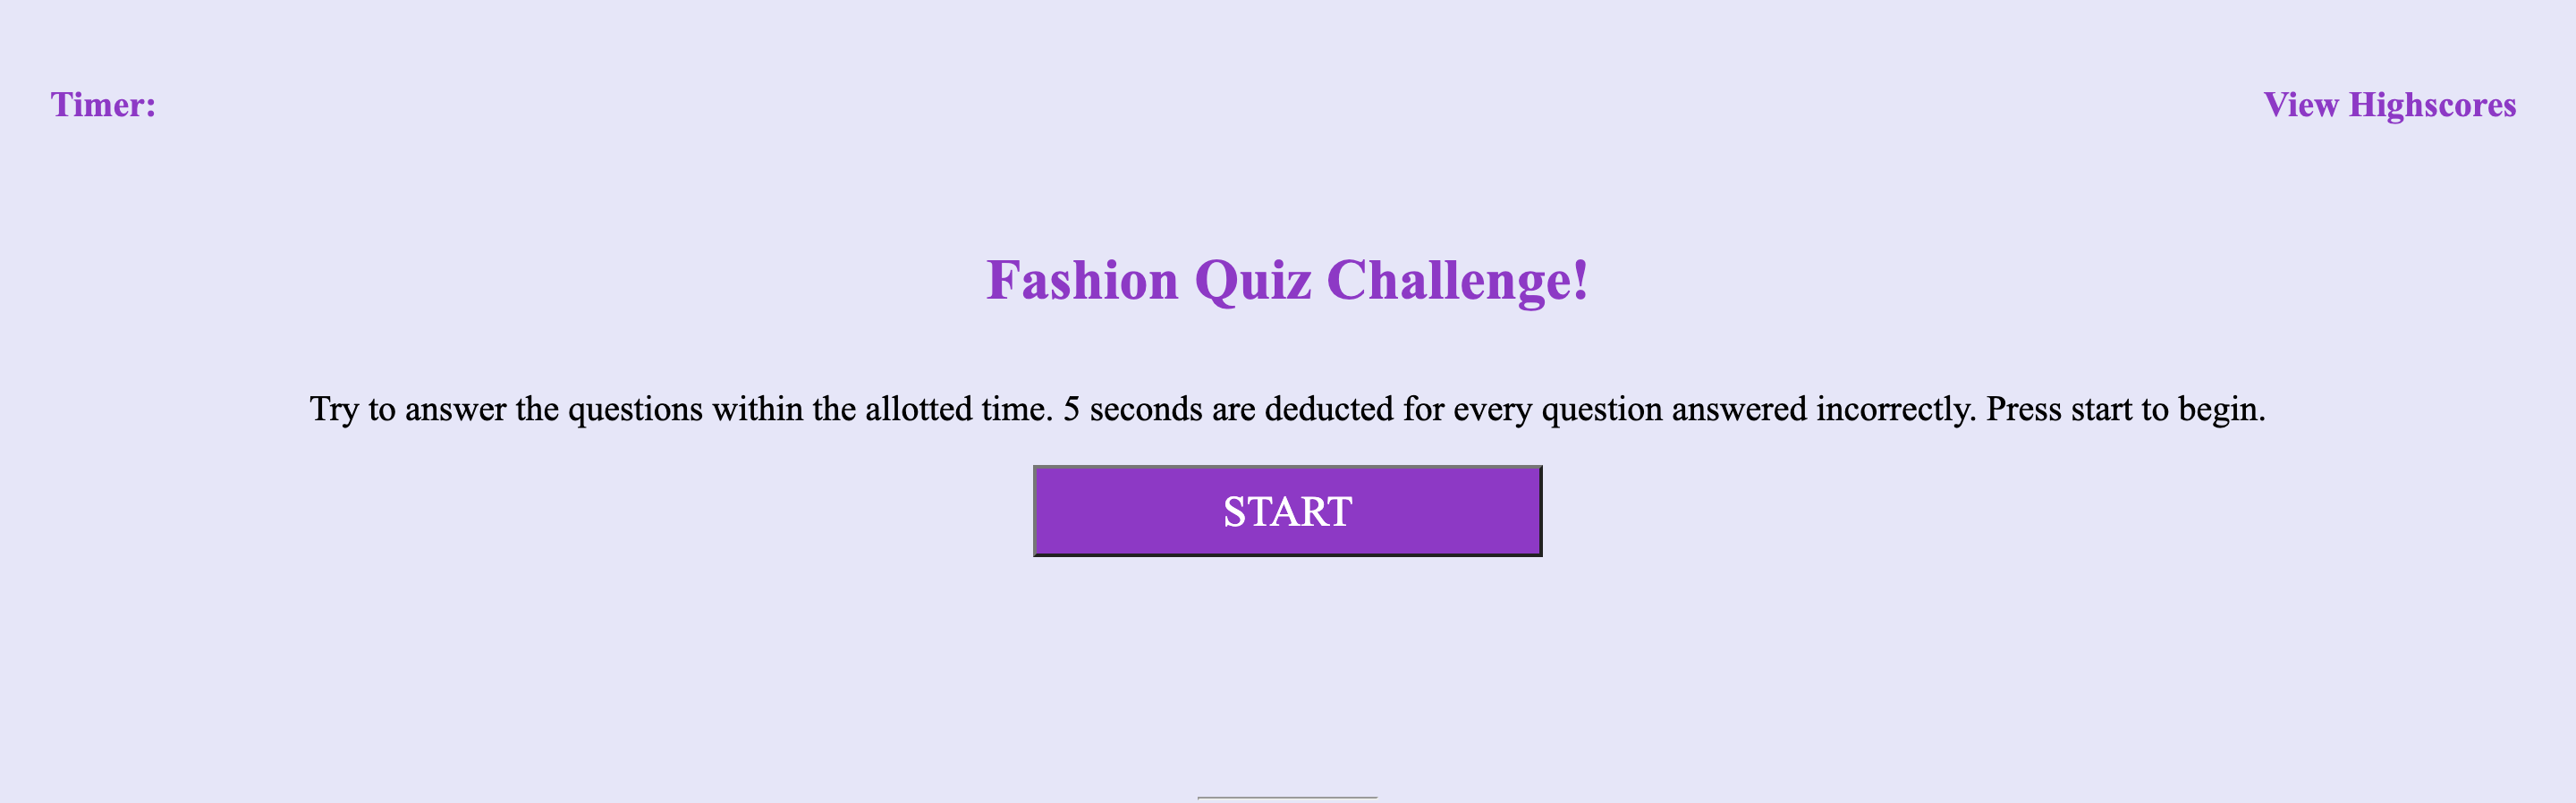 Timer:
View Highscores
Fashion Quiz Challenge!
Try to answer the questions within the allotted time. 5 seconds are deducted for every question answered incorrectly. Press start to begin.
START